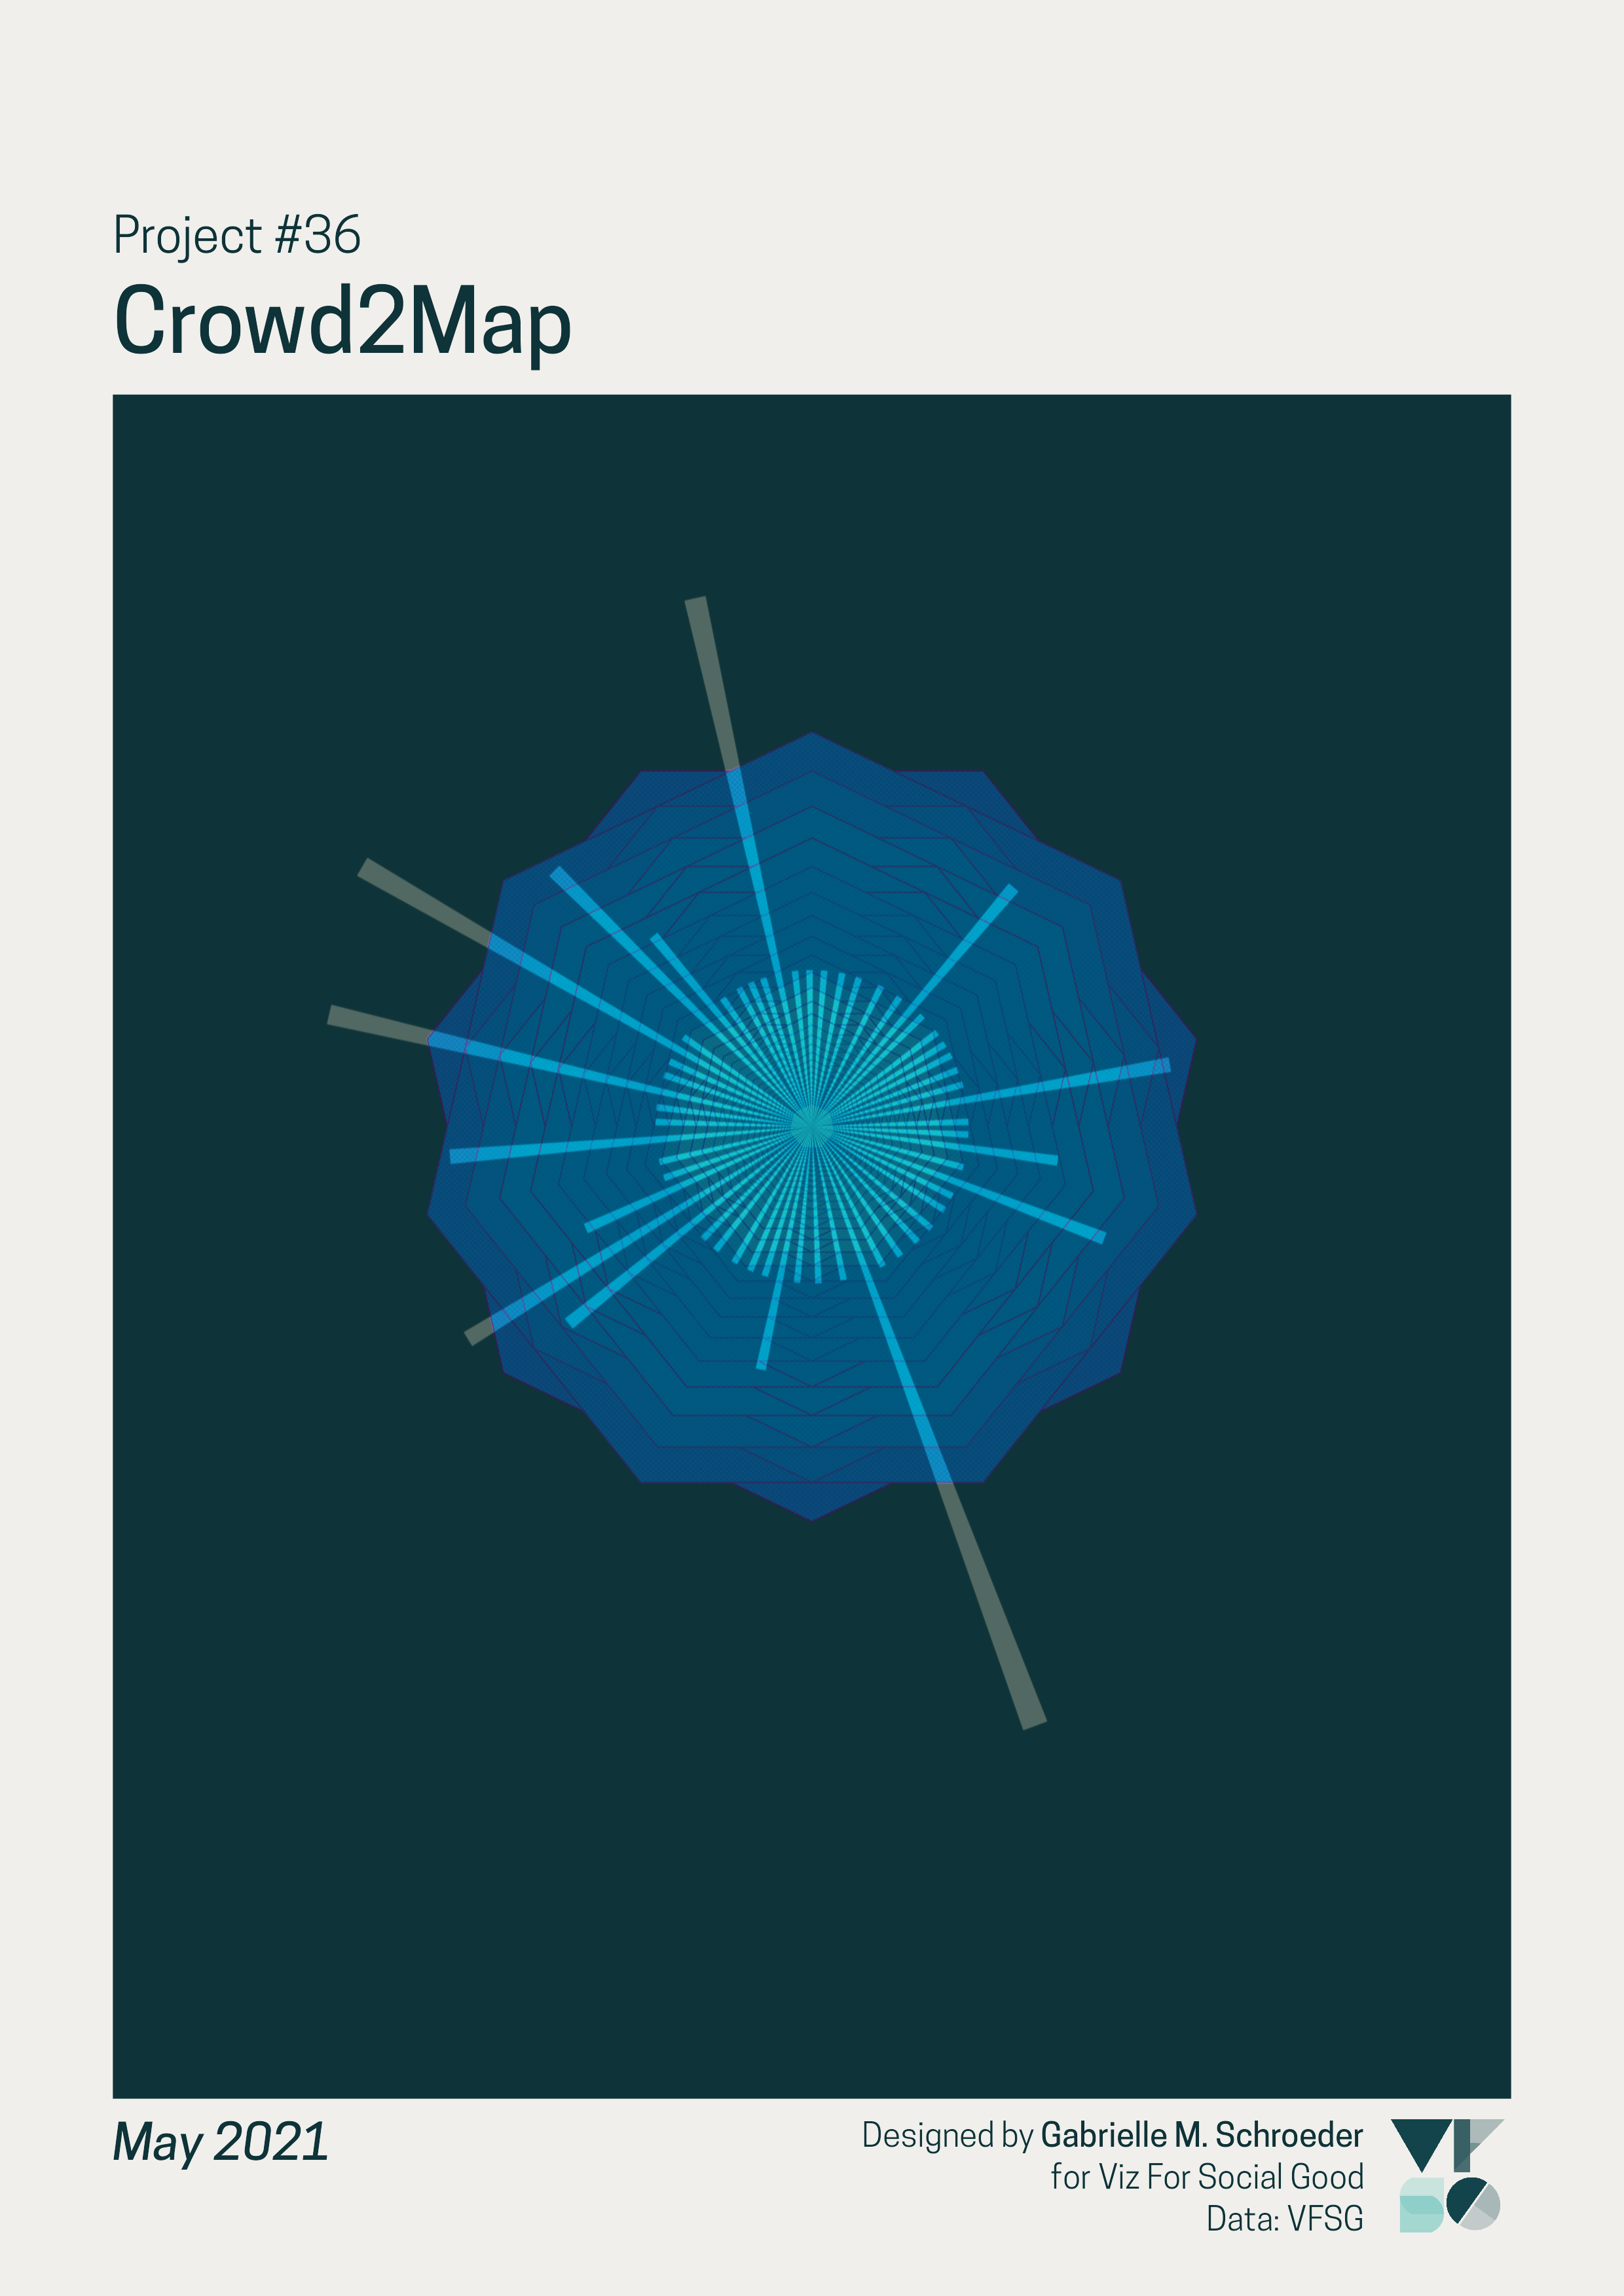 Project #36
Crowd2Map
May 2021
Designed by Gabrielle M. Schroeder
for Viz For Social Good
Data: VFSG